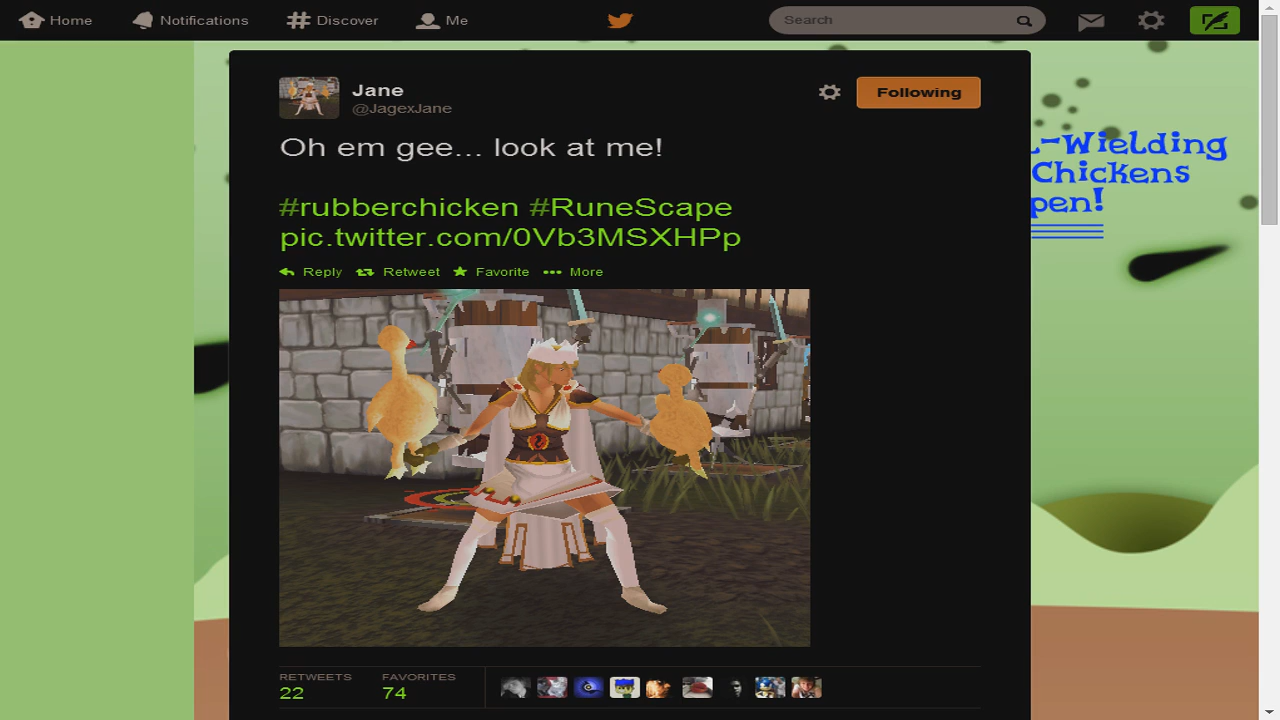 Home Notifications Discover Me Search
Jane
@JagexJane
Following
Oh em gee... look at me!
#rubberchicken #RuneScape
pic.twitter.com/0Vb3MSXHPp
Reply Retweet Favorite More
RETWEETS FAVORITES
22 74
-Wielding
Chickens
pen!